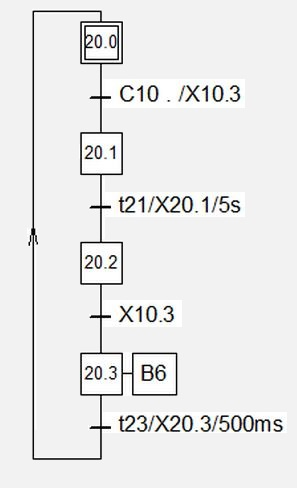 20.0
C10 . /X10.3
20.1
t21/X20.1/5s
20.2
X10.3
20.3 B6
t23/X20.3/500ms